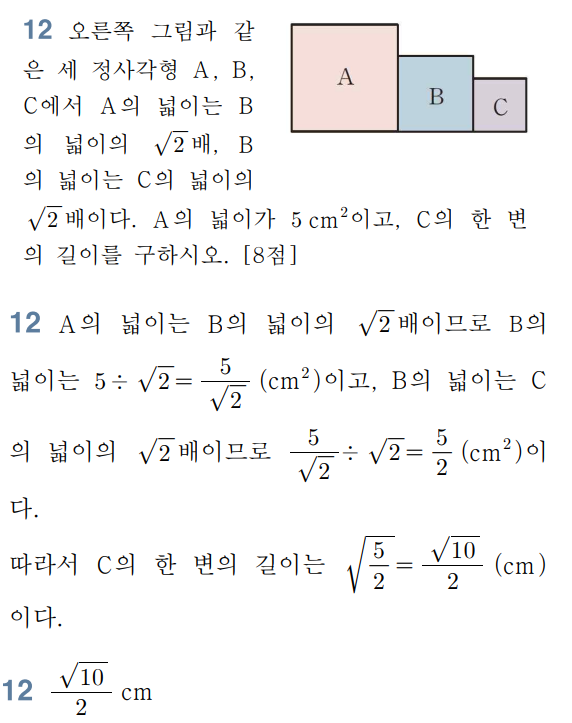 12 오른쪽 그림과 같
은 세 정사각형 A, B,
C에서 A의 넓이는 B
의 넓이의 √2배, B
의 넓이는 C의 넓이의
√2배이다. A의 넓이가 5 cm²이고, C의 한 변
의 길이를 구하시오. [8점]
A
B
C
12 A의 넓이는 B의 넓이의 √2배이므로 B의
넓이는 5÷√2=5/√2 (cm²)이고, B의 넓이는 C
의 넓이의 √2배이므로 5/√2÷√2=5/2 (cm²)이
다.
따라서 C의 한 변의 길이는 √(5/2)=√10/2 (cm)
이다.
12 √10/2 cm